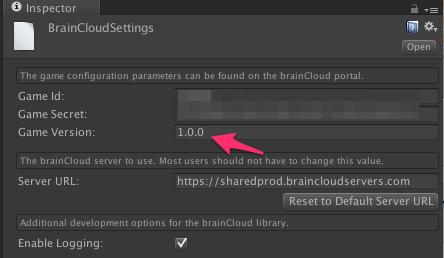 Inspector
BrainCloudSettings
Open
The game configuration parameters can be found on the brainCloud portal.
Game Id:
Game Secret:
Game Version: 1.0.0
The brainCloud server to use. Most users should not have to change this value.
Server URL: https://sharedprod.braincloudservers.com
Reset to Default Server URL
Additional development options for the brainCloud library.
Enable Logging: